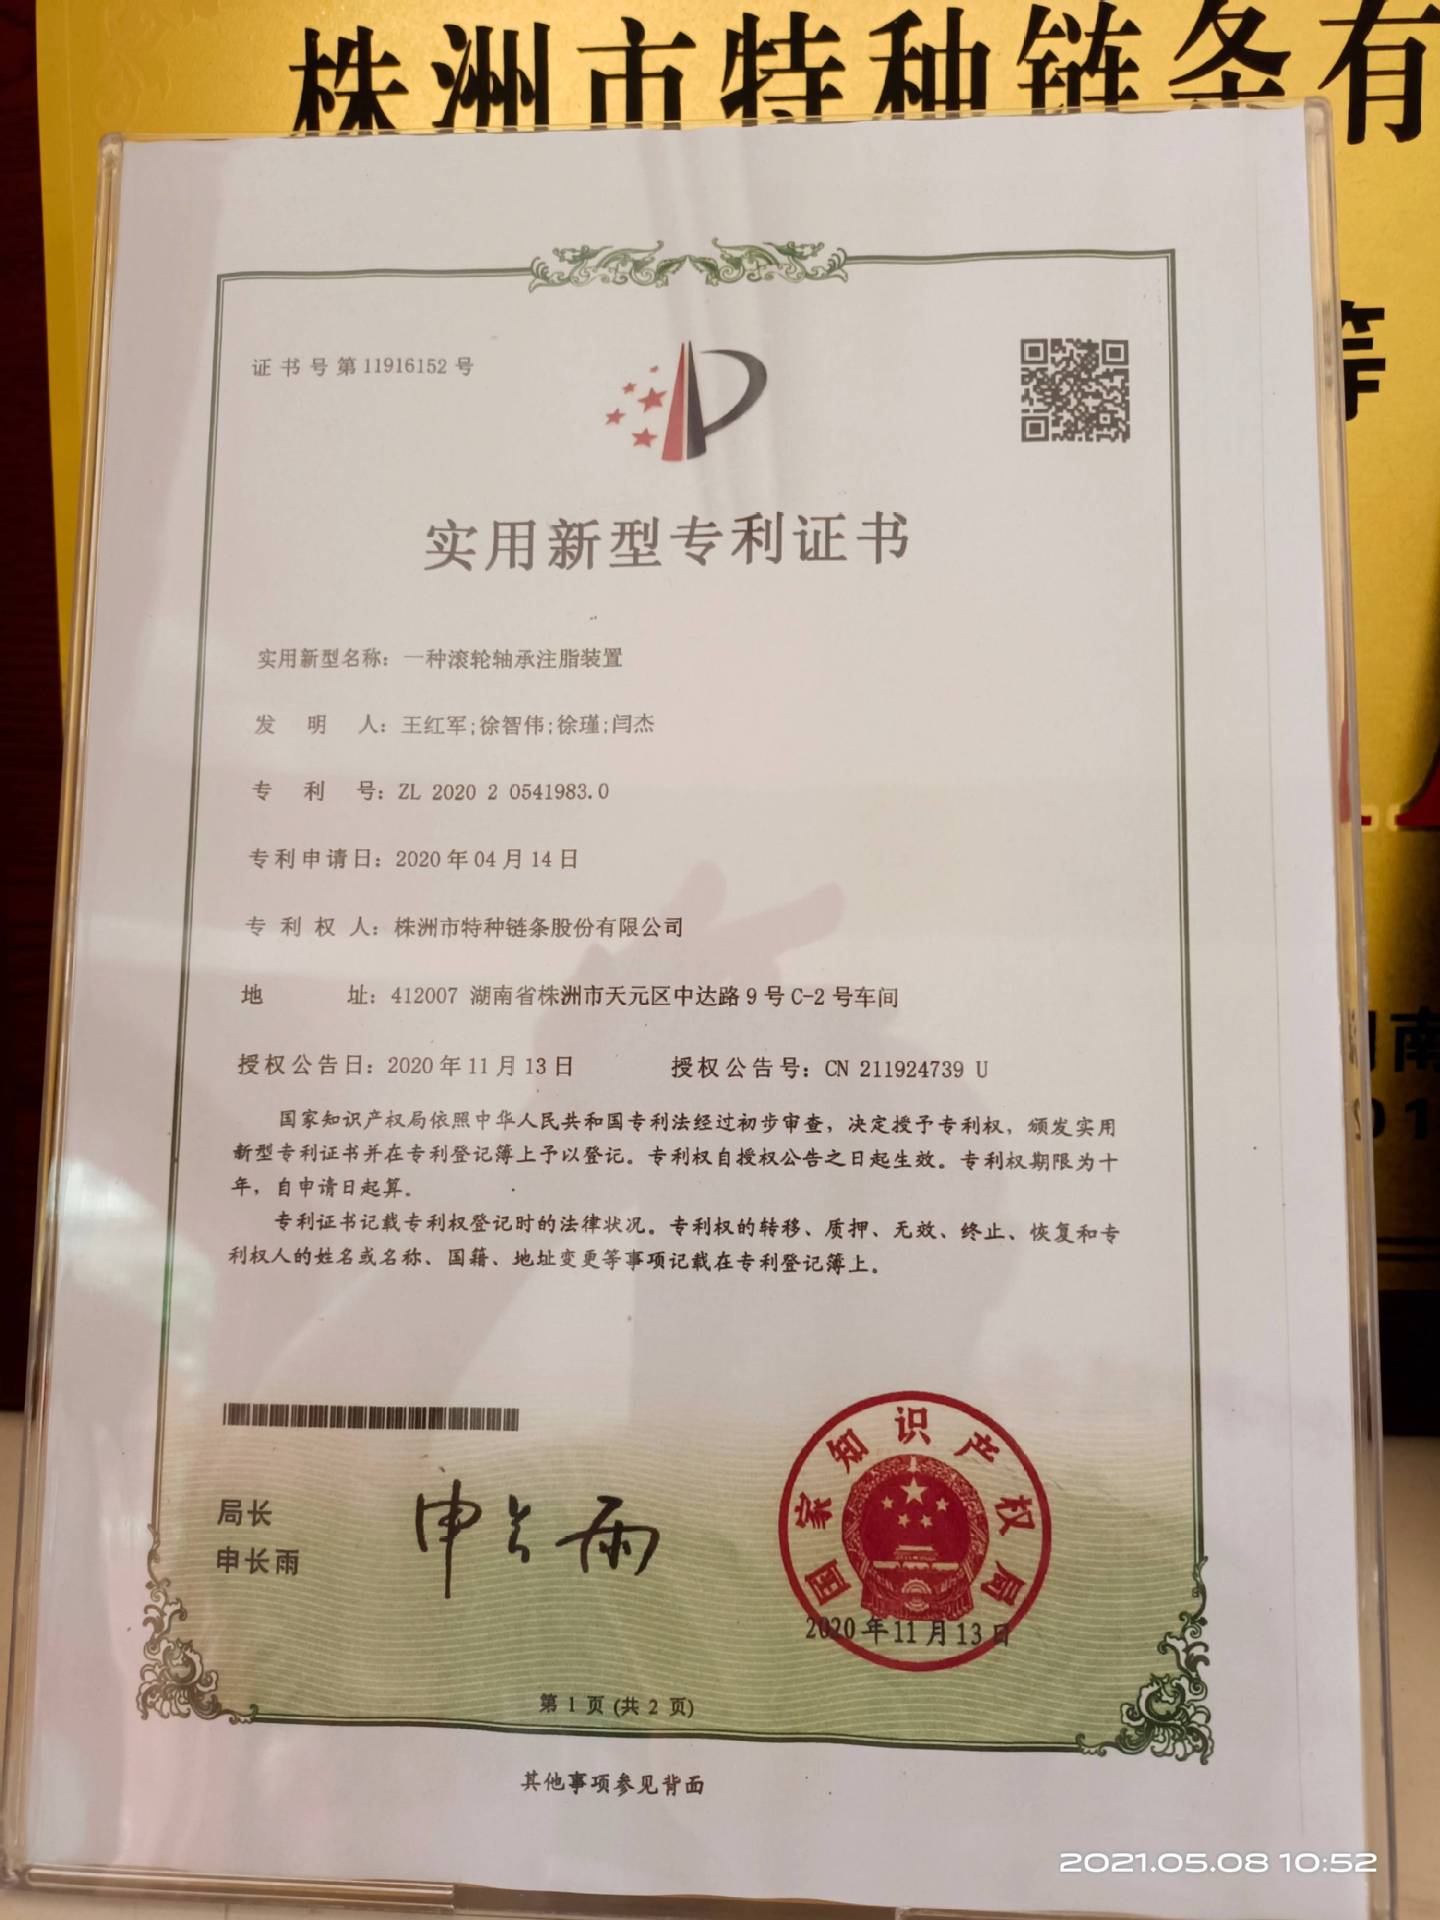 株洲市特种链条有
等
证书号第11916152号
实用新型专利证书
实用新型名称：一种滚轮轴承注脂装置
发明人：王红军;徐智伟;徐瑾;闫杰
专利号：ZL 2020 2 0541983.0
专利申请日：2020年04月14日
专利权人：株洲市特种链条股份有限公司
地址：412007 湖南省株洲市天元区中达路9号C-2号车间
授权公告日：2020年11月13日 授权公告号：CN 211924739 U
国家知识产权局依照中华人民共和国专利法经过初步审查，决定授予专利权，颁发实用
新型专利证书并在专利登记簿上予以登记。专利权自授权公告之日起生效。专利权期限为十
年，自申请日起算。
专利证书记载专利权登记时的法律状况。专利权的转移、质押、无效、终止、恢复和专
利权人的姓名或名称、国籍、地址变更等事项记载在专利登记簿上。
局长
申长雨
申长雨
国家知识产权局
2020年11月13日
第 1 页 (共 2 页)
其他事项参见背面
南
2021.05.08 10:52